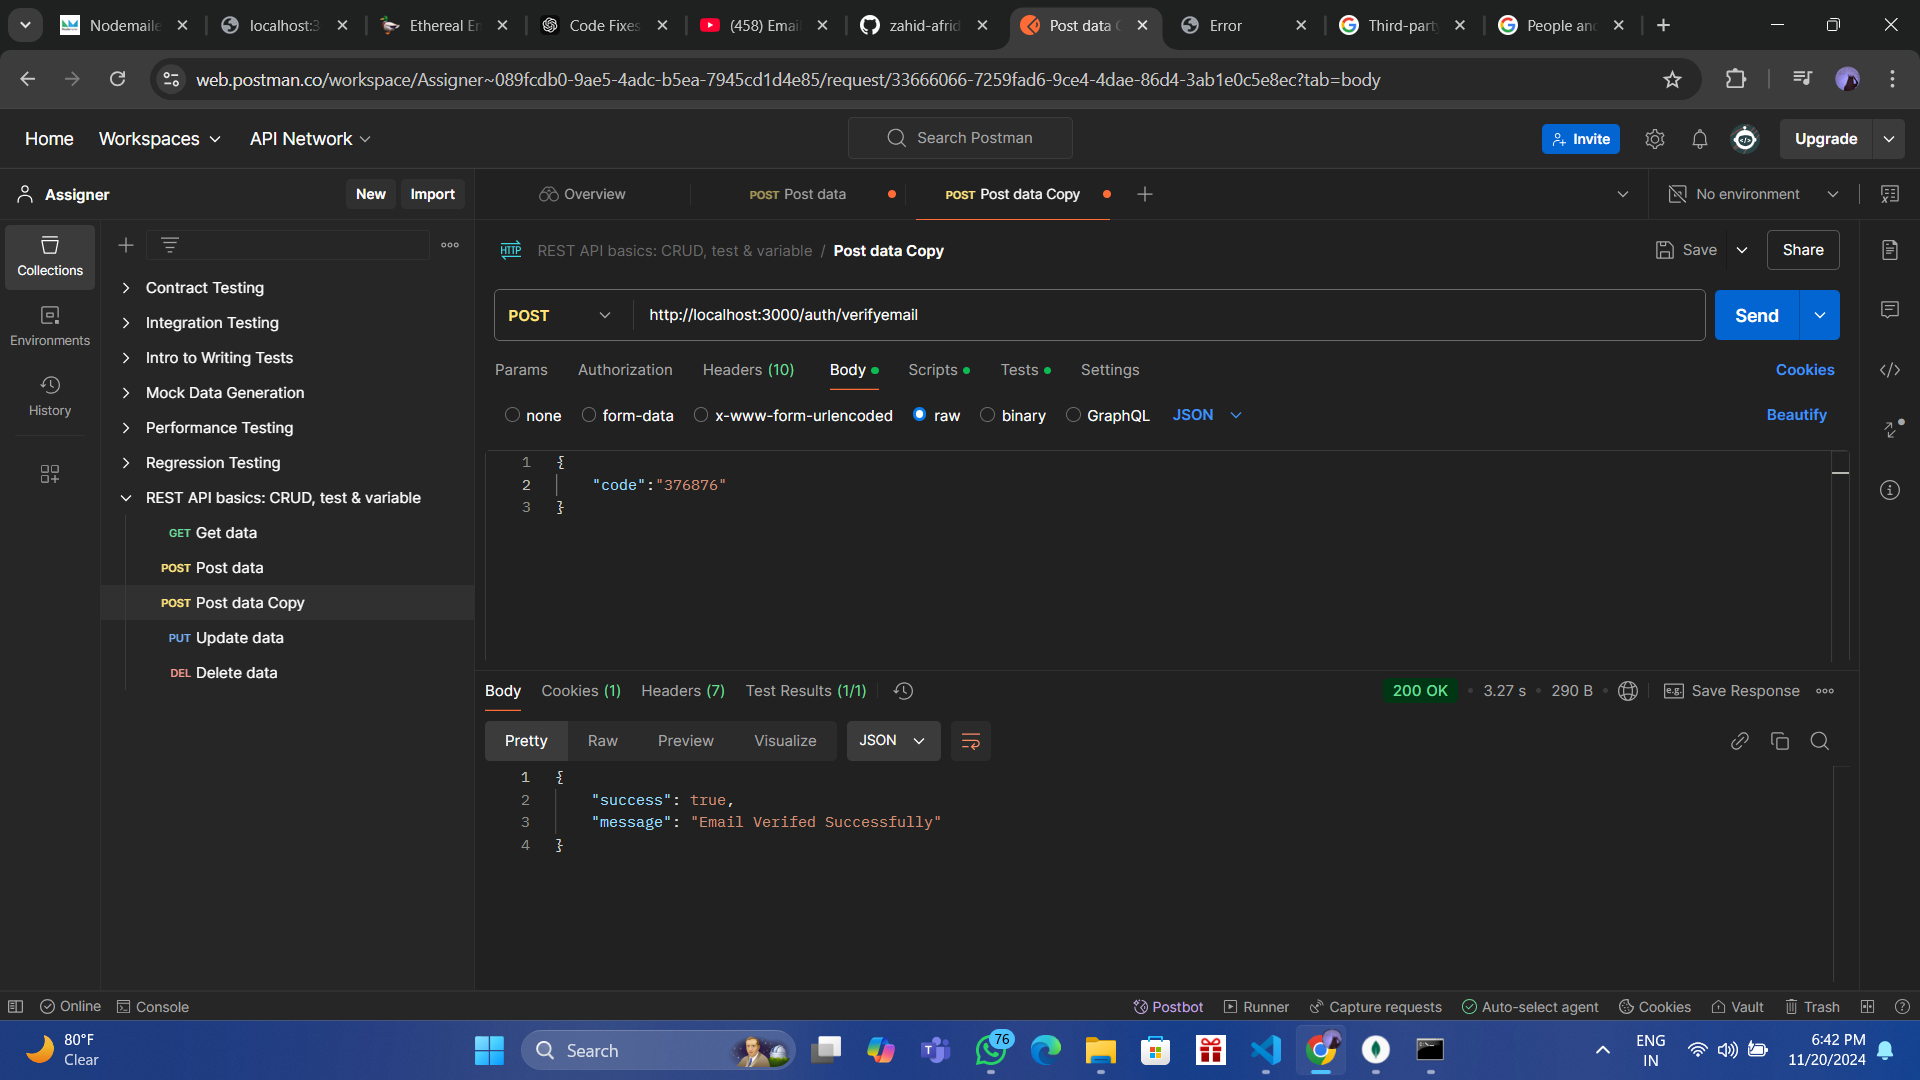 Nodemaile
localhost:3
Ethereal Em
Code Fixes
(458) Email
zahid-afrid
Post data C
Error
Third-party
People and
web.postman.co/workspace/Assigner~089fcdb0-9ae5-4adc-b5ea-7945cd1d4e85/request/33666066-7259fad6-9ce4-4dae-86d4-3ab1e0c5e8ec?tab=body
Home Workspaces API Network Search Postman Invite Upgrade
Assigner New Import
Overview POST Post data POST Post data Copy No environment
Collections
Environments
History
Contract Testing
Integration Testing
Intro to Writing Tests
Mock Data Generation
Performance Testing
Regression Testing
REST API basics: CRUD, test & variable
GET Get data
POST Post data
POST Post data Copy
PUT Update data
DEL Delete data
HTTP REST API basics: CRUD, test & variable / Post data Copy Save Share
POST http://localhost:3000/auth/verifyemail Send
Params Authorization Headers (10) Body Scripts Tests Settings Cookies
none form-data x-www-form-urlencoded raw binary GraphQL JSON Beautify
1 {
2 "code":"376876"
3 }
Body Cookies (1) Headers (7) Test Results (1/1) 200 OK 3.27 s 290 B e.g. Save Response
Pretty Raw Preview Visualize JSON
1 {
2 "success": true,
3 "message": "Email Verifed Successfully"
4 }
Online Console Postbot Runner Capture requests Auto-select agent Cookies Vault Trash
80°F
Clear
Search
76
ENG
IN
6:42 PM
11/20/2024